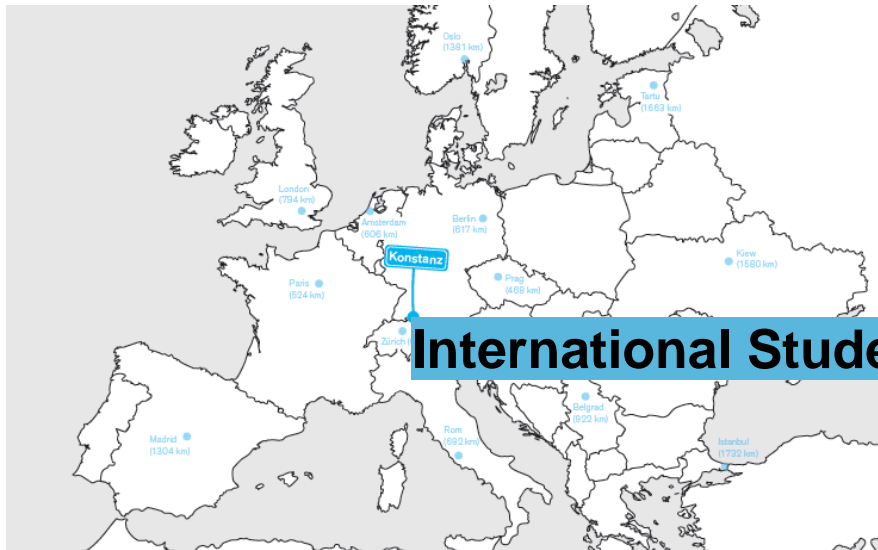 Oslo
(1381 km)
Tartu
(1663 km)
London
(794 km)
Amsterdam
(606 km)
Berlin
(617 km)
Konstanz
Kiew
(1580 km)
Paris
(524 km)
Prag
(468 km)
Zürich
International
Belgrad
(922 km)
Madrid
(1304 km)
Rom
(692 km)
Istanbul
(1732 km)